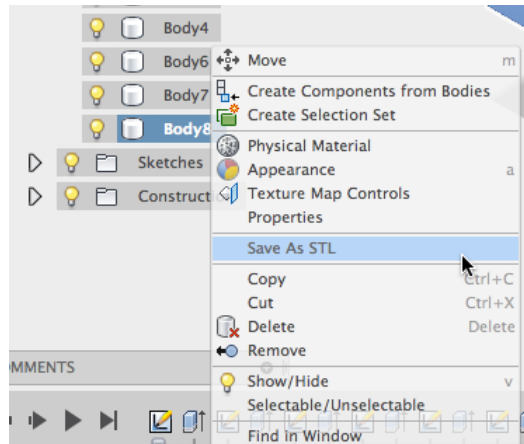 Body4
Body6
Body7
Body8
Sketches
Construct
OMMENTS
Move m
Create Components from Bodies
Create Selection Set
Physical Material
Appearance a
Texture Map Controls
Properties
Save As STL
Copy Ctrl+C
Cut Ctrl+X
Delete Delete
Remove
Show/Hide v
Selectable/Unselectable
Find in Window